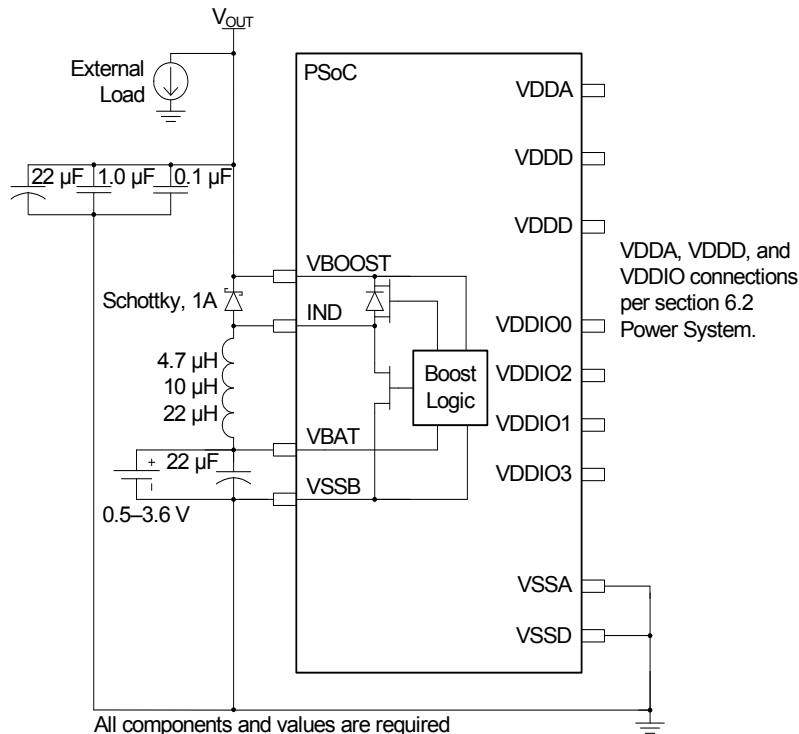 VOUT
External
Load
PSoC
VDDA
VDDD
22 µF 1.0 µF 0.1 µF
VDDD
VDDA, VDDD, and
VDDIO connections
per section 6.2
Power System.
VBOOST
Schottky, 1A
IND
VDDIO0
4.7 µH
10 µH
22 µH
Boost
Logic
VDDIO2
VDDIO1
VBAT
22 µF
+
-
VDDIO3
VSSB
0.5–3.6 V
VSSA
VSSD
All components and values are required